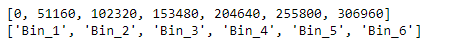 [0, 51160, 102320, 153480, 204640, 255800, 306960]
['Bin_1', 'Bin_2', 'Bin_3', 'Bin_4', 'Bin_5', 'Bin_6']